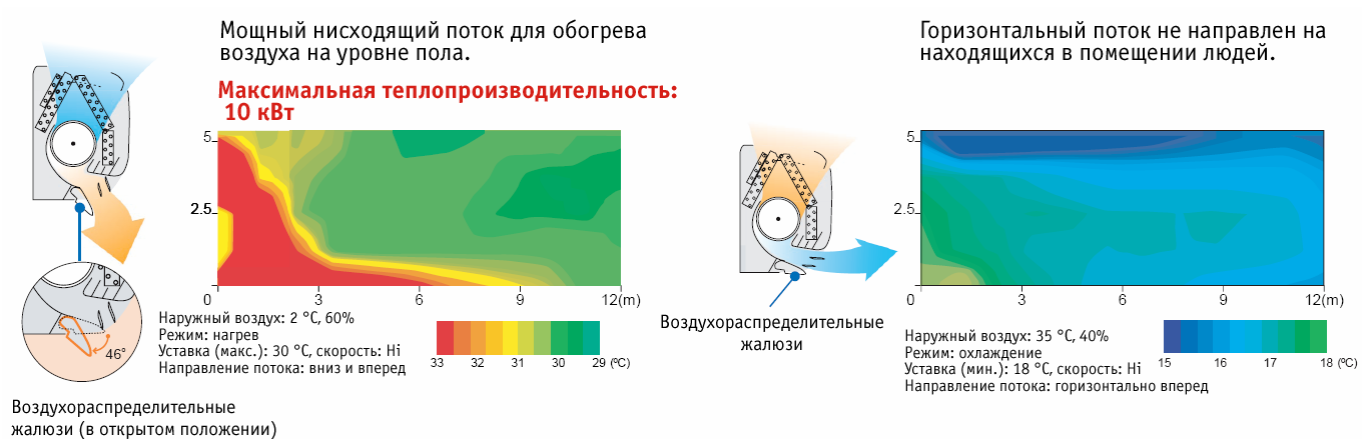 Мощный нисходящий поток для обогрева
воздуха на уровне пола.
Максимальная теплопроизводительность:
10 кВт
5
2.5
0 3 6 9 12(m)
46°
Наружный воздух: 2 °C, 60%
Режим: нагрев
Уставка (макс.): 30 °C, скорость: Hi
Направление потока: вниз и вперед
33 32 31 30 29 (ºC)
Воздухораспределительные
жалюзи (в открытом положении)
Горизонтальный поток не направлен на
находящихся в помещении людей.
5
2.5
0 3 6 9 12(m)
Воздухораспределительные
жалюзи
Наружный воздух: 35 °C, 40%
Режим: охлаждение
Уставка (мин.): 18 °C, скорость: Hi
Направление потока: горизонтально вперед
15 16 17 18 (ºC)